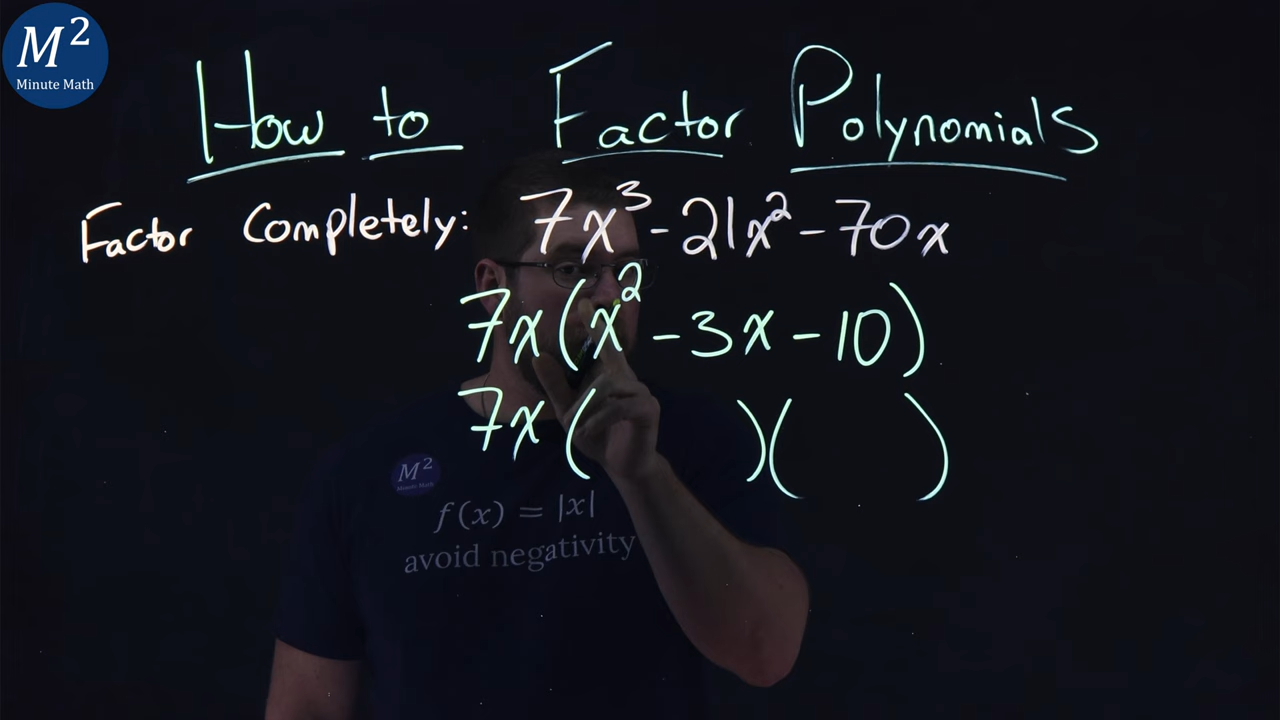 M²
Minute Math
How to Factor Polynomials
Factor Completely: 7x³ - 21x² - 70x
7x(x² - 3x - 10)
7x(   )(   )
M²
Minute Math
f(x) = |x|
avoid negativity